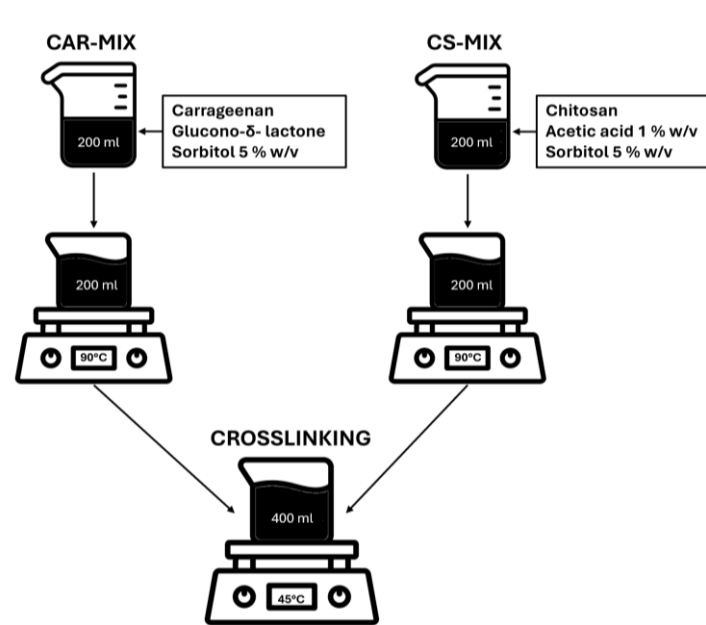 CAR-MIX
CS-MIX
200 ml
Carrageenan
Glucono-δ- lactone
Sorbitol 5 % w/v
200 ml
Chitosan
Acetic acid 1 % w/v
Sorbitol 5 % w/v
200 ml
90°C
200 ml
90°C
CROSSLINKING
400 ml
45°C